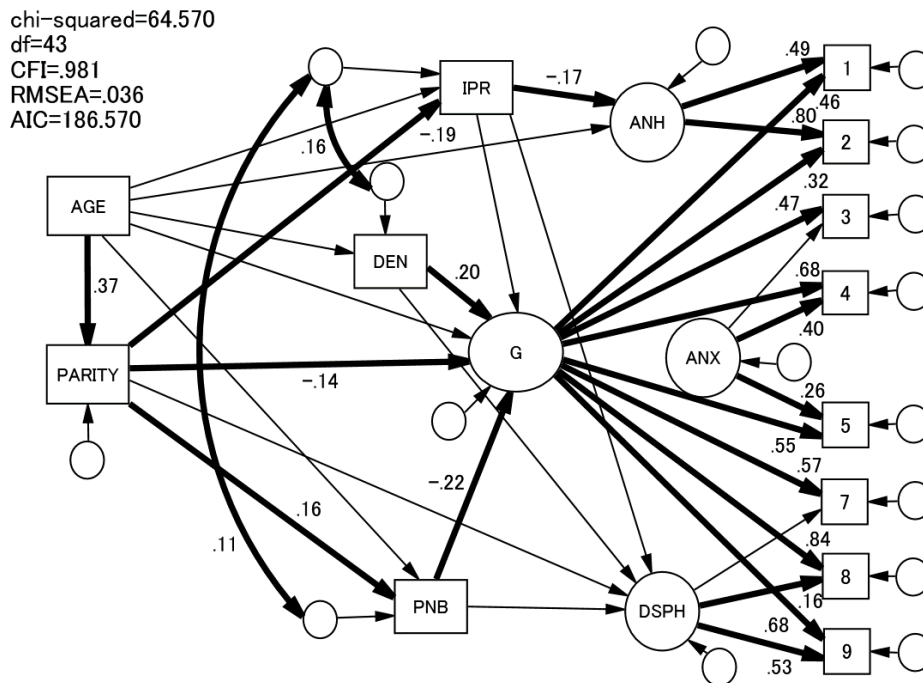 chi-squared=64.570
df=43
CFI=.981
RMSEA=.036
AIC=186.570
IPR
-.17
ANH
.49
1
.46
.80
2
-.19
.16
.32
AGE
.47
3
DEN
.20
.37
.68
4
G
ANX
.40
PARITY
-.14
.26
5
.55
.57
7
-.22
.16
.11
.84
8
PNB
DSPH
.16
.68
9
.53